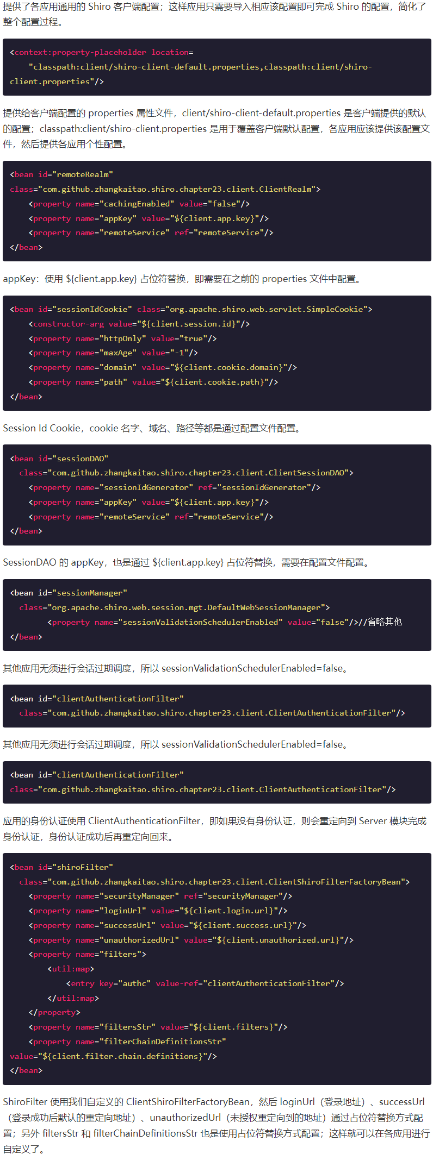 提供了各应用通用的 Shiro 客户端配置；这样应用只需要导入相应该配置即可完成 Shiro 的配置，简化了
整个配置过程。
<context:property-placeholder location=
"classpath:client/shiro-client-default.properties,classpath:client/shiro-
client.properties"/>
提供给客户端配置的 properties 属性文件，client/shiro-client-default.properties 是客户端提供的默认
的配置；classpath:client/shiro-client.properties 是用于覆盖客户端默认配置，各应用应该提供该配置文
件，然后提供各应用个性配置。
<bean id="remoteRealm"
class="com.github.zhangkaitao.shiro.chapter23.client.ClientRealm">
<property name="cachingEnabled" value="false"/>
<property name="appKey" value="${client.app.key}"/>
<property name="remoteService" ref="remoteService"/>
</bean>
appKey：使用 ${client.app.key} 占位符替换，即需要在之前的 properties 文件中配置。
<bean id="sessionIdCookie" class="org.apache.shiro.web.servlet.SimpleCookie">
<constructor-arg value="${client.session.id}"/>
<property name="httpOnly" value="true"/>
<property name="maxAge" value="-1"/>
<property name="domain" value="${client.cookie.domain}"/>
<property name="path" value="${client.cookie.path}"/>
</bean>
Session Id Cookie，cookie 名字、域名、路径等都是通过配置文件配置。
<bean id="sessionDAO"
class="com.github.zhangkaitao.shiro.chapter23.client.ClientSessionDAO">
<property name="sessionIdGenerator" ref="sessionIdGenerator"/>
<property name="appKey" value="${client.app.key}"/>
<property name="remoteService" ref="remoteService"/>
</bean>
SessionDAO 的 appKey，也是通过 ${client.app.key} 占位符替换，需要在配置文件配置。
<bean id="sessionManager"
class="org.apache.shiro.web.session.mgt.DefaultWebSessionManager">
<property name="sessionValidationSchedulerEnabled" value="false"/>//省略其他
</bean>
其他应用无须进行会话过期调度，所以 sessionValidationSchedulerEnabled=false。
<bean id="clientAuthenticationFilter"
class="com.github.zhangkaitao.shiro.chapter23.client.ClientAuthenticationFilter"/>
其他应用无须进行会话过期调度，所以 sessionValidationSchedulerEnabled=false。
<bean id="clientAuthenticationFilter"
class="com.github.zhangkaitao.shiro.chapter23.client.ClientAuthenticationFilter"/>
应用的身份认证使用 ClientAuthenticationFilter，即如果没有身份认证，则会重定向到 Server 模块完成
身份认证，身份认证成功后再重定向回来。
<bean id="shiroFilter"
class="com.github.zhangkaitao.shiro.chapter23.client.ClientShiroFilterFactoryBean">
<property name="securityManager" ref="securityManager"/>
<property name="loginUrl" value="${client.login.url}"/>
<property name="successUrl" value="${client.success.url}"/>
<property name="unauthorizedUrl" value="${client.unauthorized.url}"/>
<property name="filters">
<util:map>
<entry key="authc" value-ref="clientAuthenticationFilter"/>
</util:map>
</property>
<property name="filtersStr" value="${client.filters}"/>
<property name="filterChainDefinitionsStr"
value="${client.filter.chain.definitions}"/>
</bean>
ShiroFilter 使用我们自定义的 ClientShiroFilterFactoryBean，然后 loginUrl（登录地址）、successUrl
（登录成功后默认的重定向地址）、unauthorizedUrl（未授权重定向到的地址）通过占位符替换方式配
置；另外 filtersStr 和 filterChainDefinitionsStr 也是使用占位符替换方式配置；这样就可以在各应用进行
自定义了。